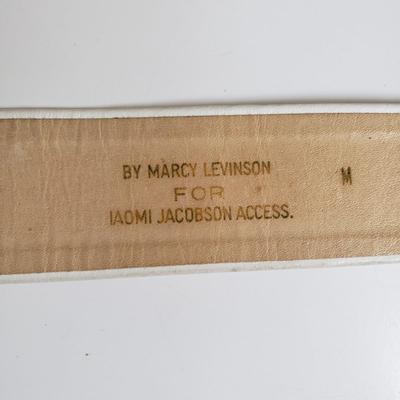 BY MARCY LEVINSON
FOR
IAOMI JACOBSON ACCESS.
M